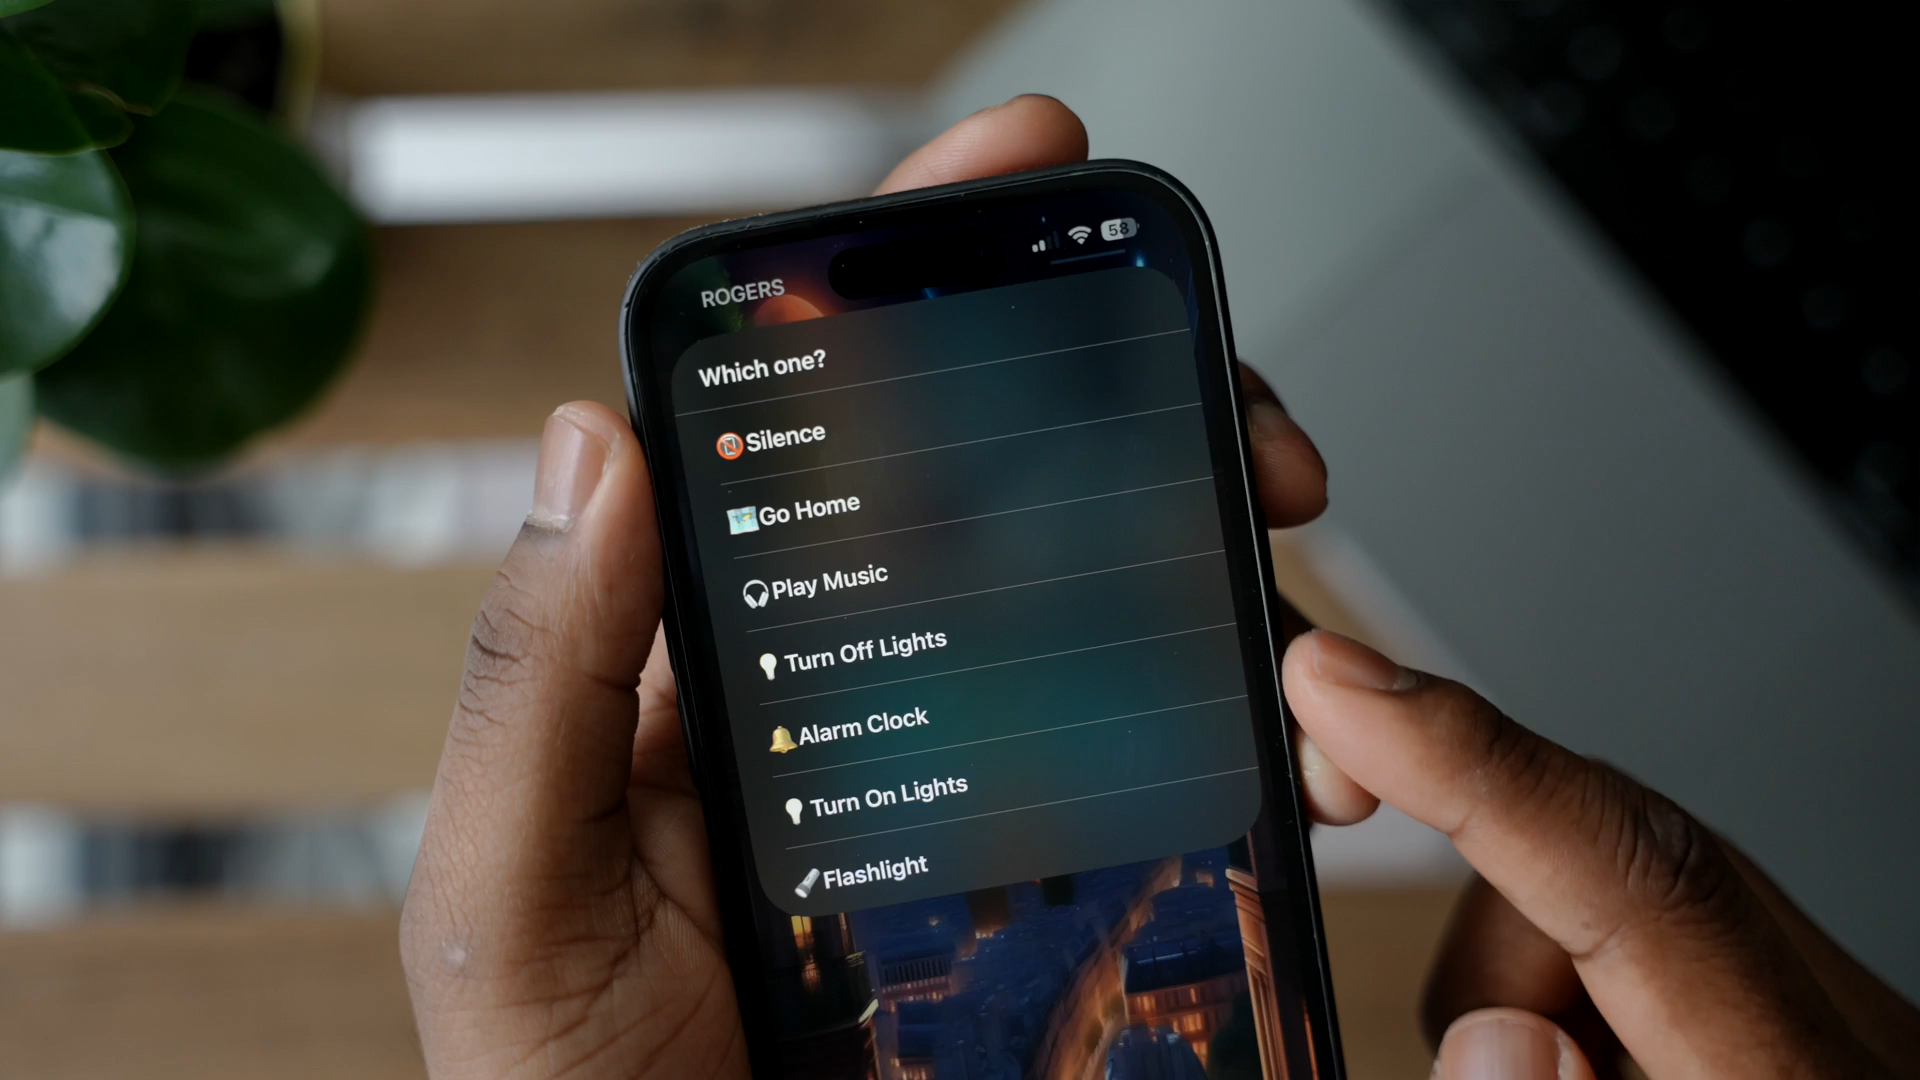 58
ROGERS
Which one?
📵Silence
🗺️Go Home
🎧Play Music
💡 Turn Off Lights
🔔Alarm Clock
💡 Turn On Lights
🔦Flashlight